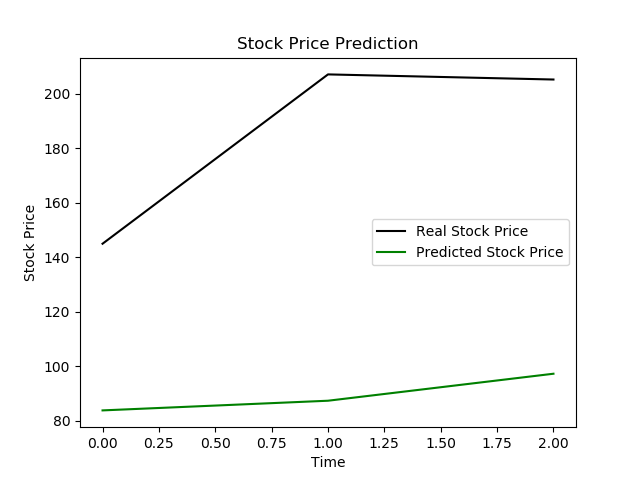 Stock Price Prediction
Stock Price
200
180
160
140
120
100
80
Real Stock Price
Predicted Stock Price
0.00 0.25 0.50 0.75 1.00 1.25 1.50 1.75 2.00
Time